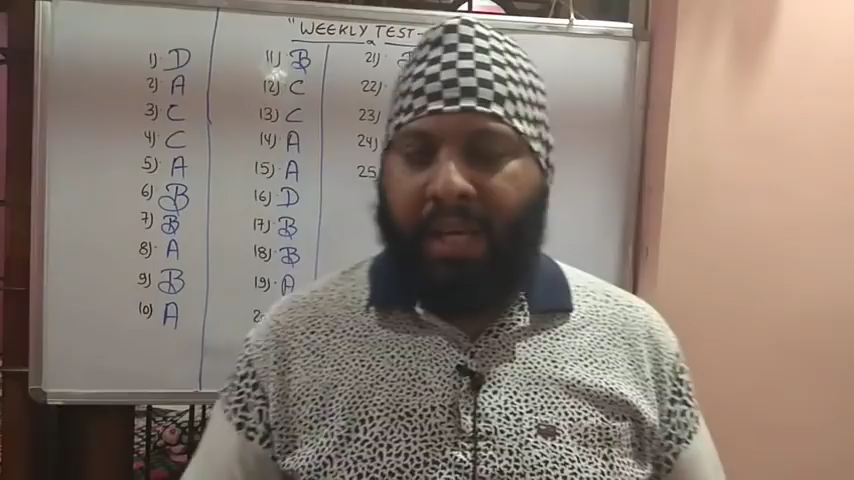 "WEEKLY TEST-
1) D
2) A
3) C
4) C
5) A
6) B
7) B
8) A
9) B
10) A
11) B
12) C
13) C
14) A
15) A
16) D
17) B
18) B
19) A
21)
22)
23)
24)
25